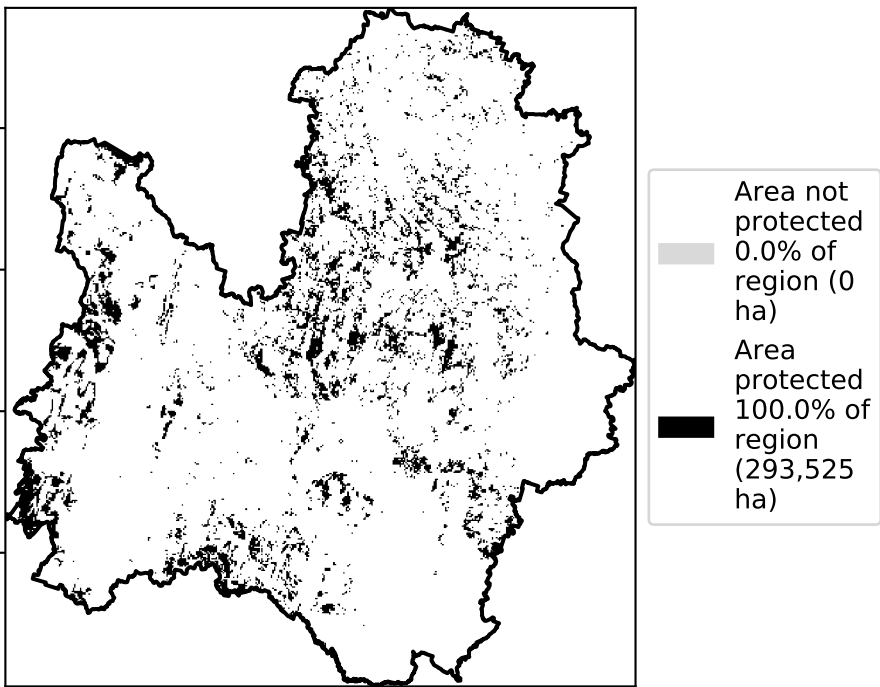 Area not
protected
0.0% of
region (0
ha)
Area
protected
100.0% of
region
(293,525
ha)